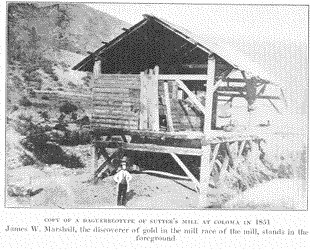 COPY OF A DAGUERREOTYPE OF SUTTER'S MILL AT COLOMA IN 1851
James W. Marshall, the discoverer of gold in the mill race of the mill, stands in the
foreground